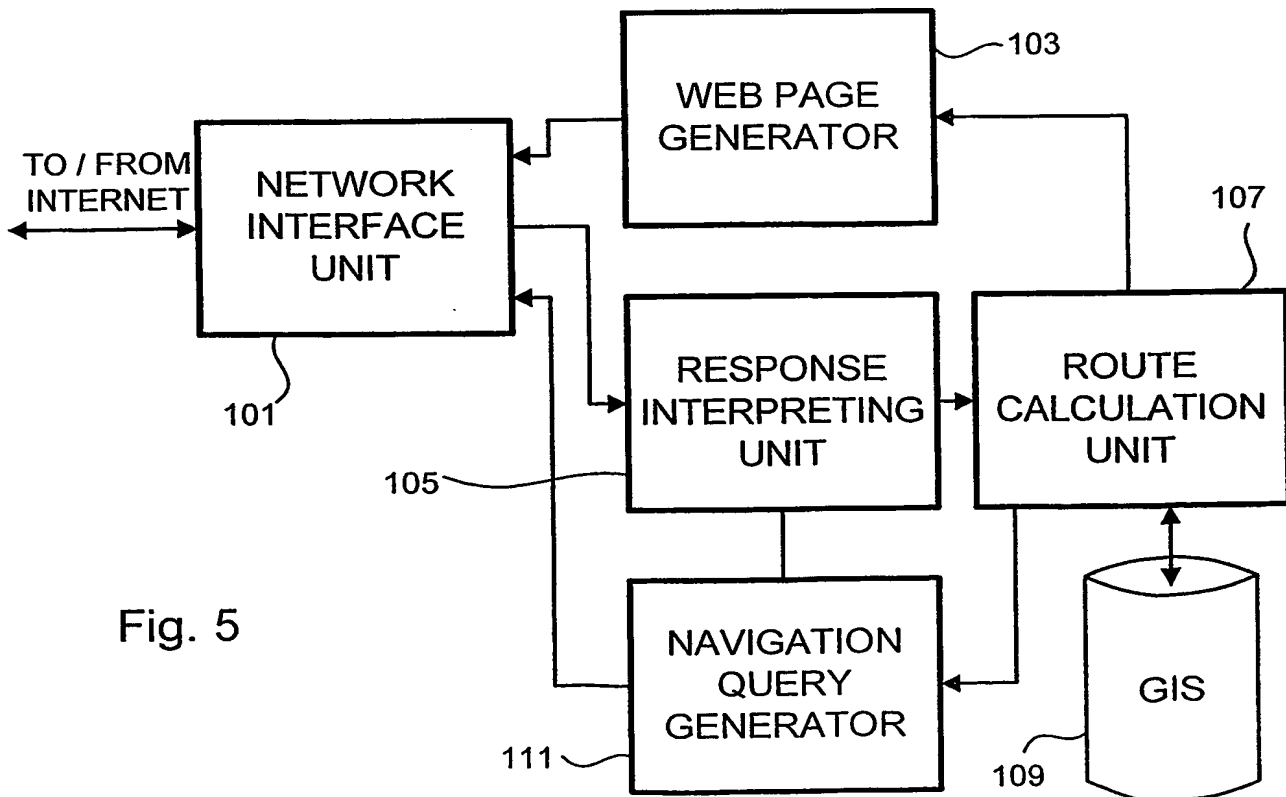 103
WEB PAGE
GENERATOR
TO / FROM
INTERNET
NETWORK
INTERFACE
UNIT
107
101
RESPONSE
INTERPRETING
UNIT
ROUTE
CALCULATION
UNIT
105
Fig. 5
NAVIGATION
QUERY
GENERATOR
GIS
111
109